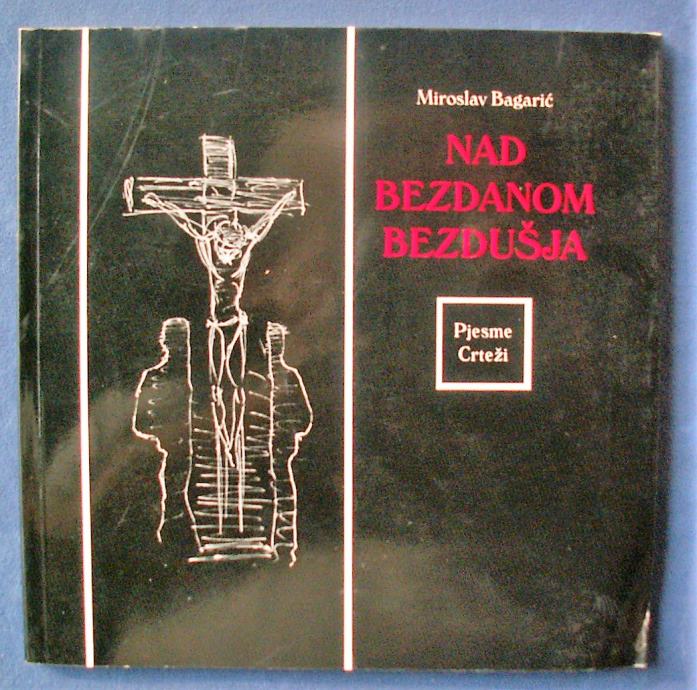 Miroslav Bagarić
NAD
BEZDANOM
BEZDUŠJA
Pjesme
Crteži